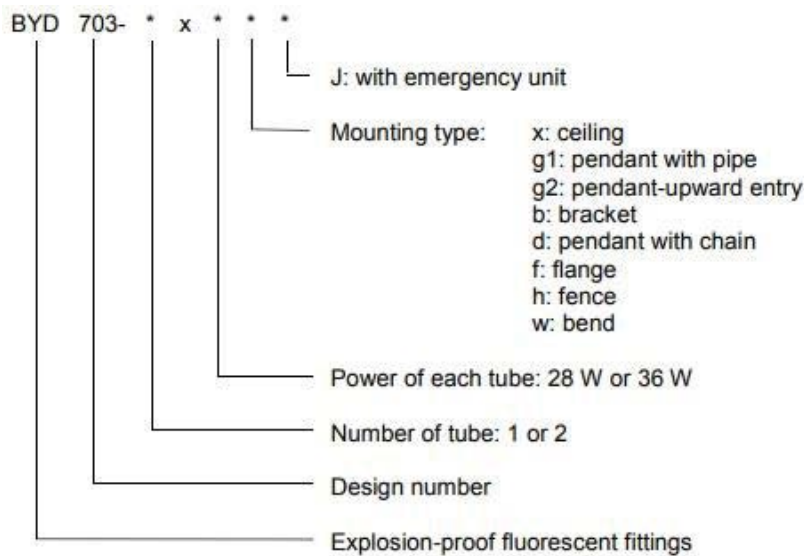 BYD 703- * x * * *
J: with emergency unit
Mounting type: x: ceiling
g1: pendant with pipe
g2: pendant-upward entry
b: bracket
d: pendant with chain
f: flange
h: fence
w: bend
Power of each tube: 28 W or 36 W
Number of tube: 1 or 2
Design number
Explosion-proof fluorescent fittings